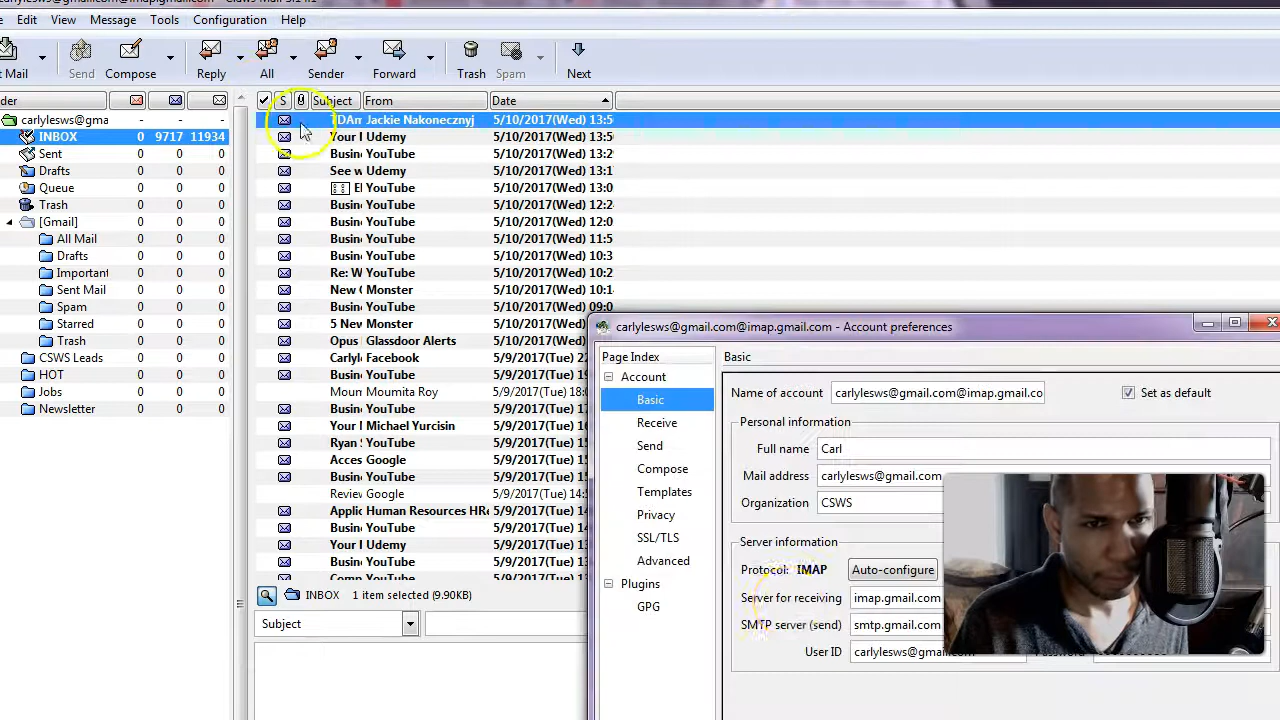 Edit View Message Tools Configuration Help
Mail Send Compose Reply All Sender Forward Trash Spam Next
S Subject From Date
carlylesws@gma - - -
INBOX 0 9717 11934
Sent 0 0 0
Drafts 0 0 0
Queue 0 0 0
Trash 0 0 0
[Gmail] 0 0 0
All Mail 0 0 0
Drafts 0 0 0
Important 0 0 0
Sent Mail 0 0 0
Spam 0 0 0
Starred 0 0 0
Trash 0 0 0
CSWS Leads 0 0 0
HOT 0 0 0
Jobs 0 0 0
Newsletter 0 0 0
Jackie Nakonecznyj 5/10/2017(Wed) 13:5
Your Udemy 5/10/2017(Wed) 13:5
Busin YouTube 5/10/2017(Wed) 13:2
See w Udemy 5/10/2017(Wed) 13:1
YouTube 5/10/2017(Wed) 13:0
Busin YouTube 5/10/2017(Wed) 12:2
Busin YouTube 5/10/2017(Wed) 12:0
Busin YouTube 5/10/2017(Wed) 11:5
Busin YouTube 5/10/2017(Wed) 10:3
Re: W YouTube 5/10/2017(Wed) 10:2
New Monster 5/10/2017(Wed) 10:1
Busin YouTube 5/10/2017(Wed) 09:0
5 New Monster
Opus Glassdoor Alerts
Carlyl Facebook 5/9/2017(Tue) 22
Busin YouTube 5/9/2017(Tue)
Moum Moumita Roy 5/9/2017(Tue) 18:
Busin YouTube 5/9/2017(Tue)
Your Michael Yurcisin 5/9/2017(Tue)
Ryan YouTube 5/9/2017(Tue) 15
Acces Google 5/9/2017(Tue) 15
Busin YouTube 5/9/2017(Tue)
Review Google 5/9/2017(Tue) 14:
Applic Human Resources HRe 5/9/2017(Tue)
Busin YouTube 5/9/2017(Tue)
Your Udemy 5/9/2017(Tue)
Busin YouTube 5/9/2017(Tue)
INBOX 1 item selected (9.90KB)
Subject
carlylesws@gmail.com@imap.gmail.com - Account preferences
Page Index
Account
Basic
Receive
Send
Compose
Templates
Privacy
SSL/TLS
Advanced
Plugins
GPG
Basic
Name of account carlylesws@gmail.com@imap.gmail.co Set as default
Personal information
Full name Carl
Mail address carlylesws@gmail.com
Organization CSWS
Server information
Protocol: IMAP Auto-configure
Server for receiving imap.gmail.com
SMTP server (send) smtp.gmail.com
User ID carlylesws@gmail.com